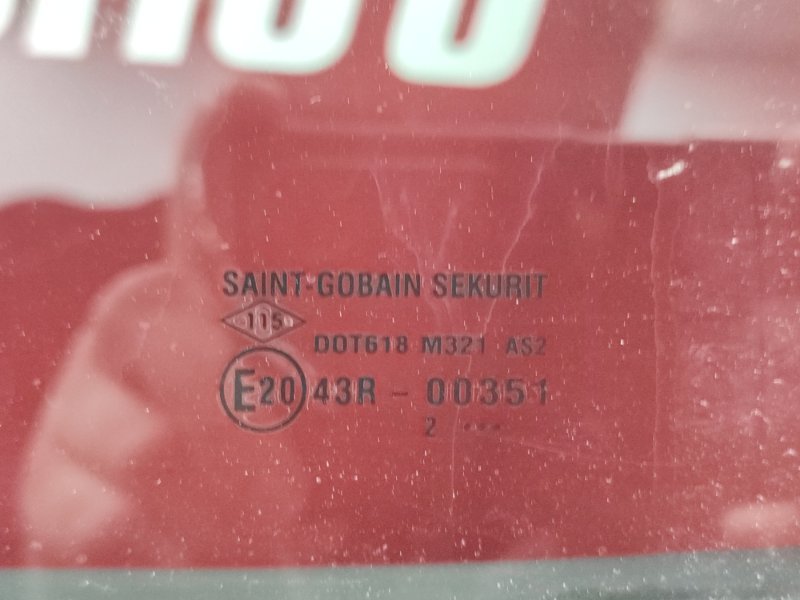 SAINT-GOBAIN SEKURIT
115
DOT618 M321 AS2
E20 43R - 00351
2 ...